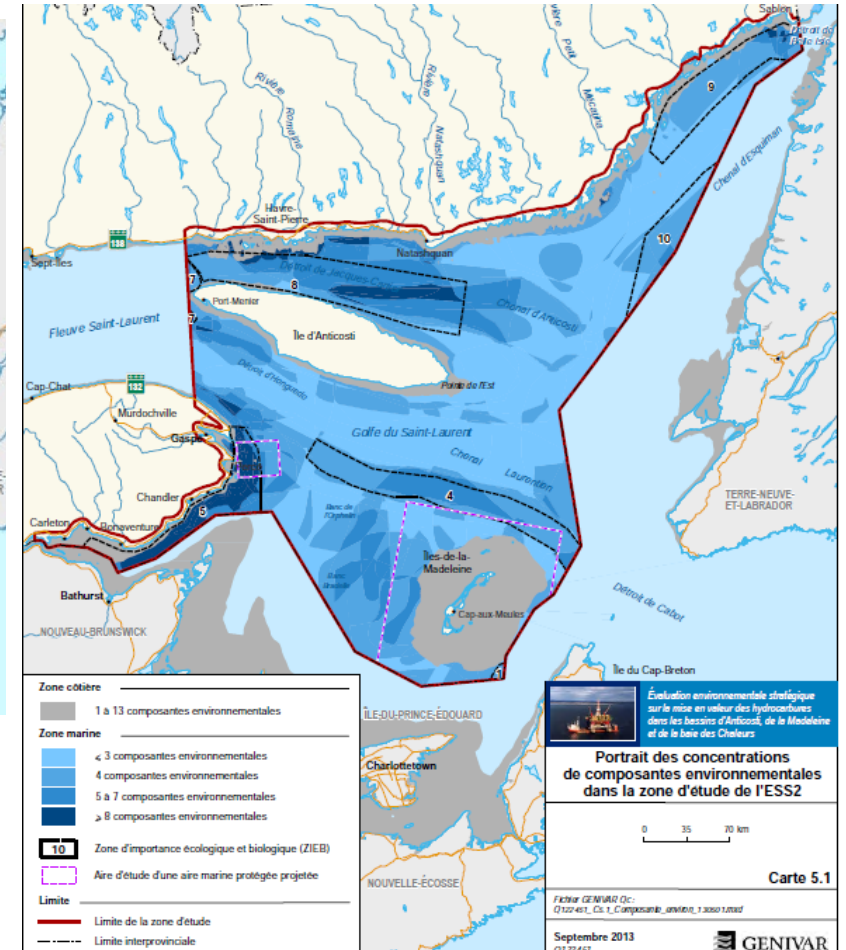 Sablon
Détroit de
Belle Isle
Rivière Petit
Mécatina
Rivière
Romaine
Rivière
Natashquan
9
Chenal d'Esquiman
Havre-
Saint-Pierre
138
Sept-Iles
Natashquan
10
Détroit de Jacques-Cartier
7
8
Port-Menier
Chenal d'Anticosti
7
Fleuve Saint-Laurent
Île d'Anticosti
Détroit d'Honguedo
Cap-Chat
132
Pointe de l'Est
Murdochville
Golfe du Saint-Laurent
Gaspé
Chenal Laurentien
Chandler
4
TERRE-NEUVE-
ET-LABRADOR
5
Banc de
l'Orphelin
Carleton
Bonaventure
Îles-de-la-
Madeleine
Banc
Bradelle
Bathurst
Détroit de Cabot
Cap-aux-Meules
NOUVEAU-BRUNSWICK
1
Île du Cap-Breton
Zone côtière
1 à 13 composantes environnementales
Zone marine
≤ 3 composantes environnementales
4 composantes environnementales
5 à 7 composantes environnementales
≥ 8 composantes environnementales
10 Zone d'importance écologique et biologique (ZIEB)
Aire d'étude d'une aire marine protégée projetée
Limite
Limite de la zone d'étude
Limite interprovinciale
ÎLE-DU-PRINCE-ÉDOUARD
Charlottetown
NOUVELLE-ÉCOSSE
Évaluation environnementale stratégique
sur la mise en valeur des hydrocarbures
dans les bassins d'Anticosti, de la Madeleine
et de la baie des Chaleurs
Portrait des concentrations
de composantes environnementales
dans la zone d'étude de l'ESS2
0 35 70 km
Carte 5.1
Fichier GENIVAR Qc:
Q122451_Cs.1_Composante_environ_130501.mxd
Septembre 2013
GENIVAR